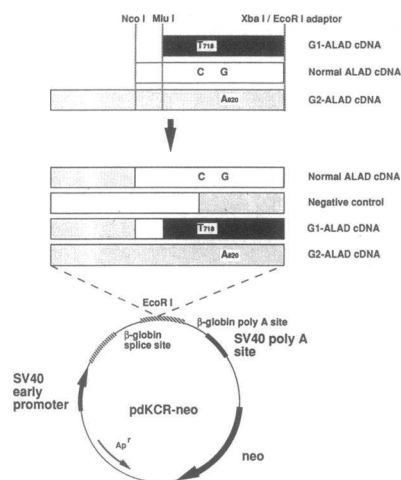 Nco I Mlu I Xba I / EcoR I adaptor
T718 G1-ALAD cDNA
C G Normal ALAD cDNA
A820 G2-ALAD cDNA
C G Normal ALAD cDNA
Negative control
T718 G1-ALAD cDNA
A820 G2-ALAD cDNA
EcoR I
β-globin poly A site
β-globin
splice site
SV40 poly A
site
SV40
early
promoter
pdKCR-neo
Ap r
neo